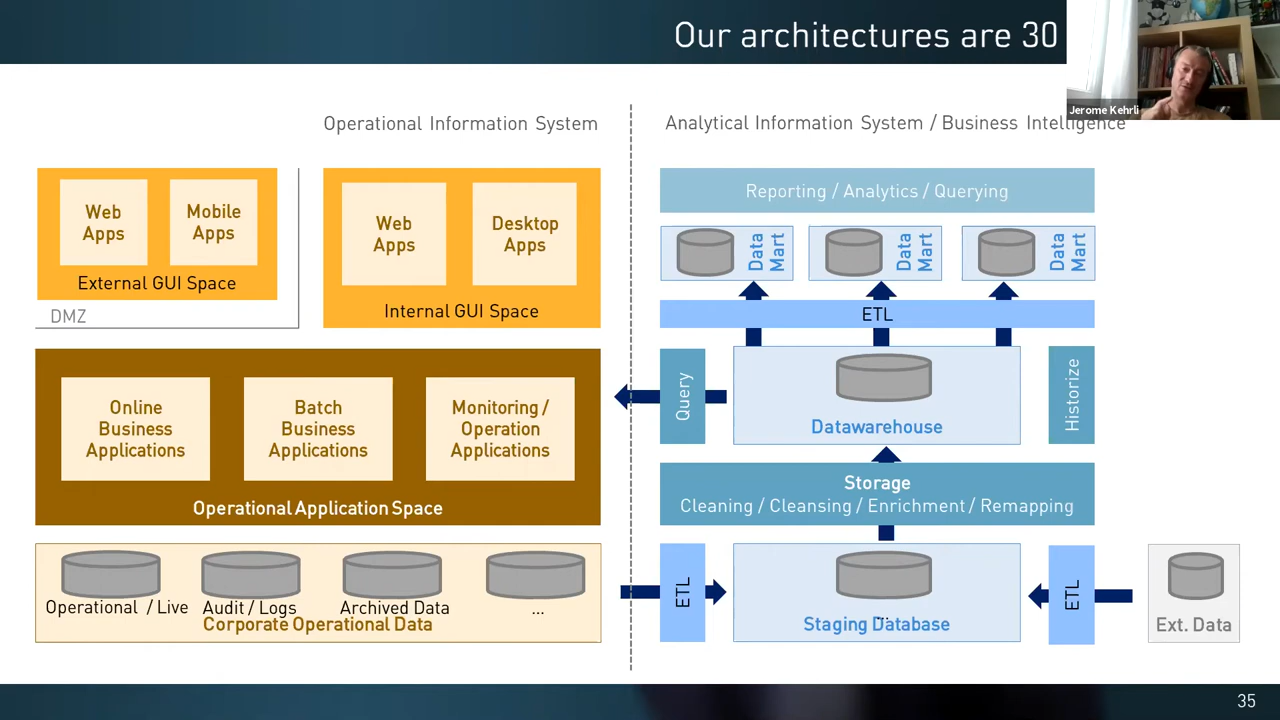 Our architectures are 30
Jerome Kehrli
Operational Information System
Analytical Information System / Business Intelligence
Web
Apps
Mobile
Apps
External GUI Space
DMZ
Web
Apps
Desktop
Apps
Internal GUI Space
Online
Business
Applications
Batch
Business
Applications
Monitoring /
Operation
Applications
Operational Application Space
Operational / Live
Audit / Logs
Archived Data
...
Corporate Operational Data
Reporting / Analytics / Querying
Data
Mart
Data
Mart
Data
Mart
ETL
Query
Datawarehouse
Historize
Storage
Cleaning / Cleansing / Enrichment / Remapping
ETL
...
Staging Database
ETL
Ext. Data
35